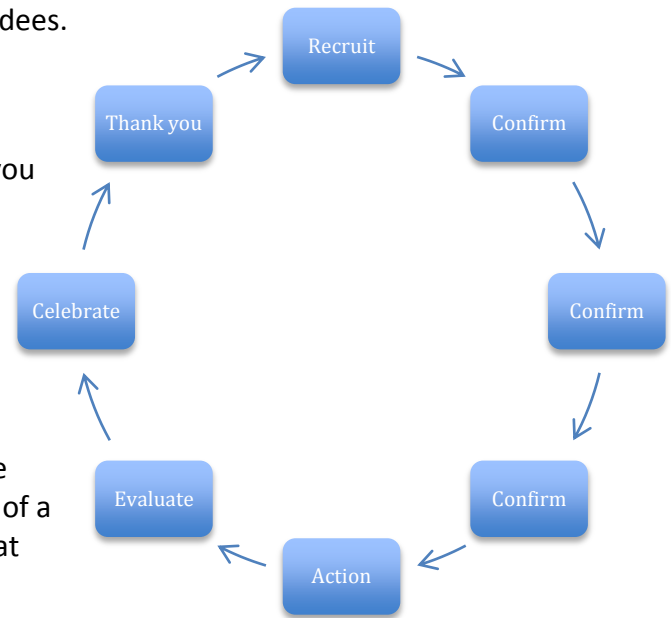 dees.
Recruit
Thank you
Confirm
ou
Celebrate
Confirm
e
Evaluate
Confirm
of a
at
Action